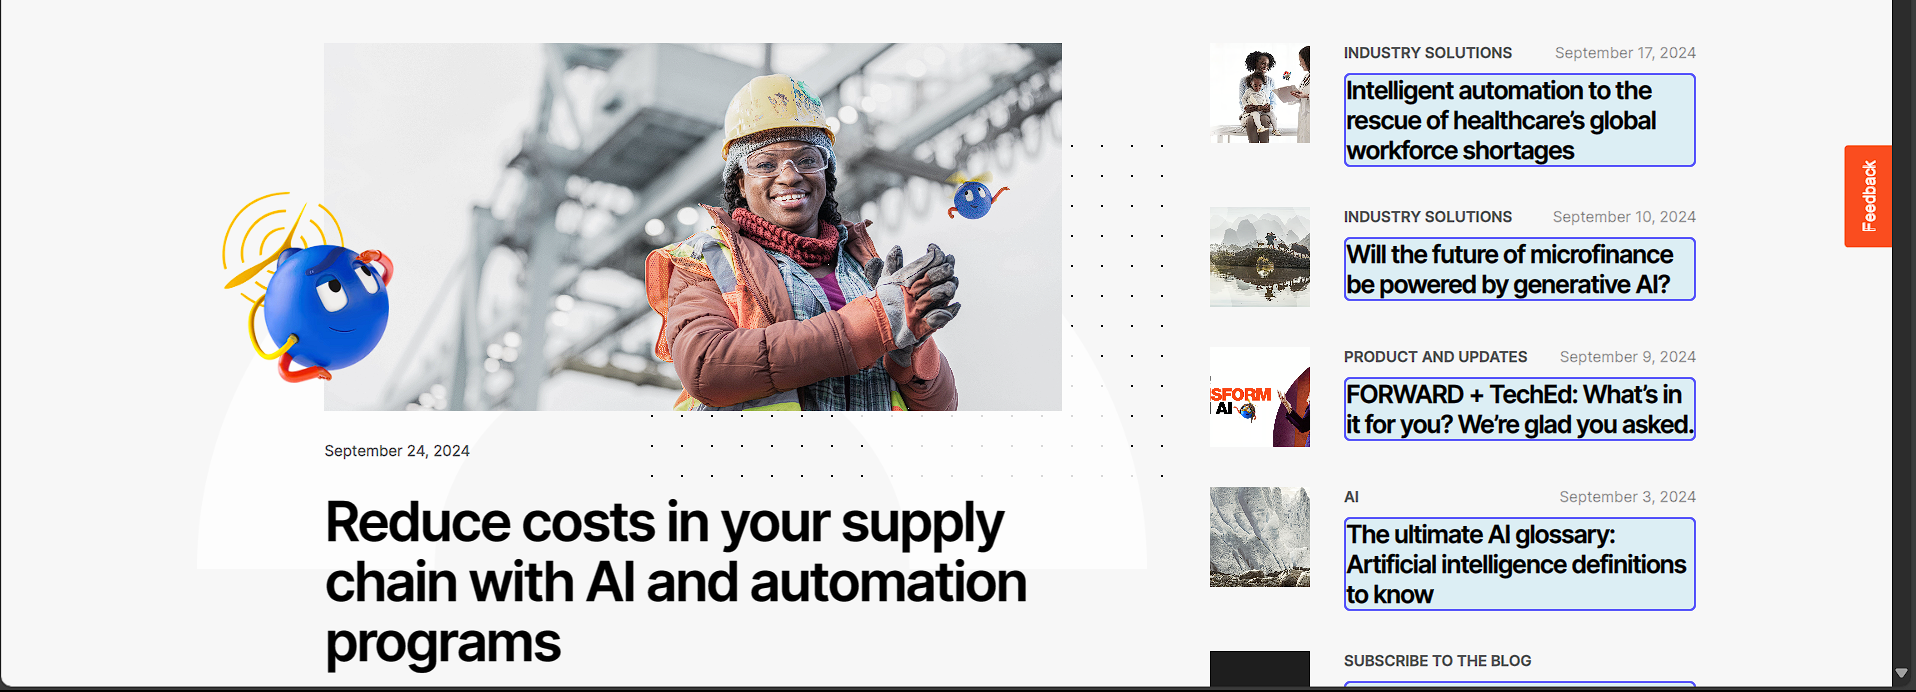 September 24, 2024
Reduce costs in your supply
chain with AI and automation
programs
INDUSTRY SOLUTIONS September 17, 2024
Intelligent automation to the
rescue of healthcare’s global
workforce shortages
INDUSTRY SOLUTIONS September 10, 2024
Will the future of microfinance
be powered by generative AI?
SFORM
AI
PRODUCT AND UPDATES September 9, 2024
FORWARD + TechEd: What’s in
it for you? We’re glad you asked.
AI September 3, 2024
The ultimate AI glossary:
Artificial intelligence definitions
to know
SUBSCRIBE TO THE BLOG
Feedback